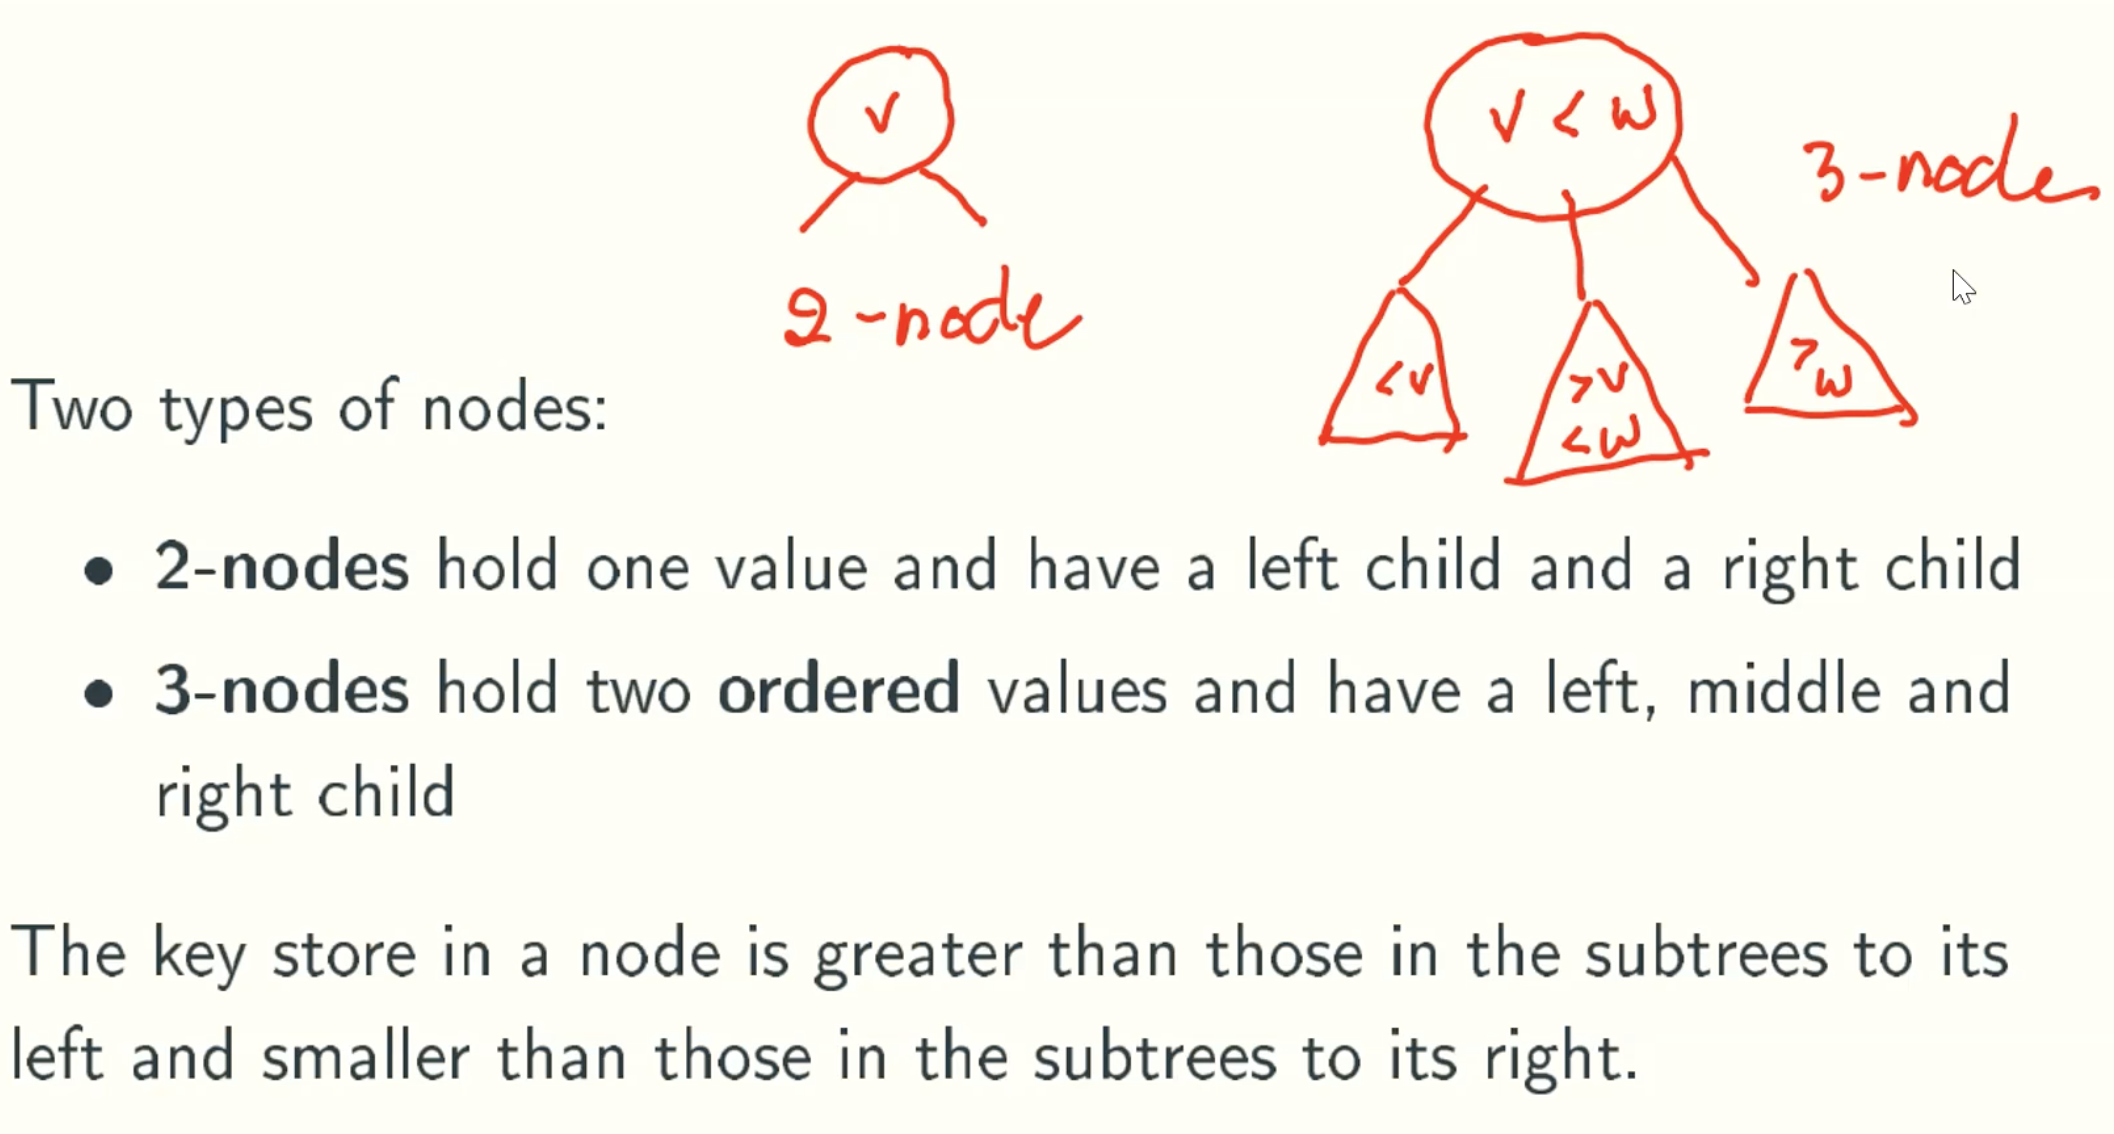 v
v < w
3-node
2-node
<v
>v
<w
>w
Two types of nodes:
• 2-nodes hold one value and have a left child and a right child
• 3-nodes hold two ordered values and have a left, middle and
right child
The key store in a node is greater than those in the subtrees to its
left and smaller than those in the subtrees to its right.